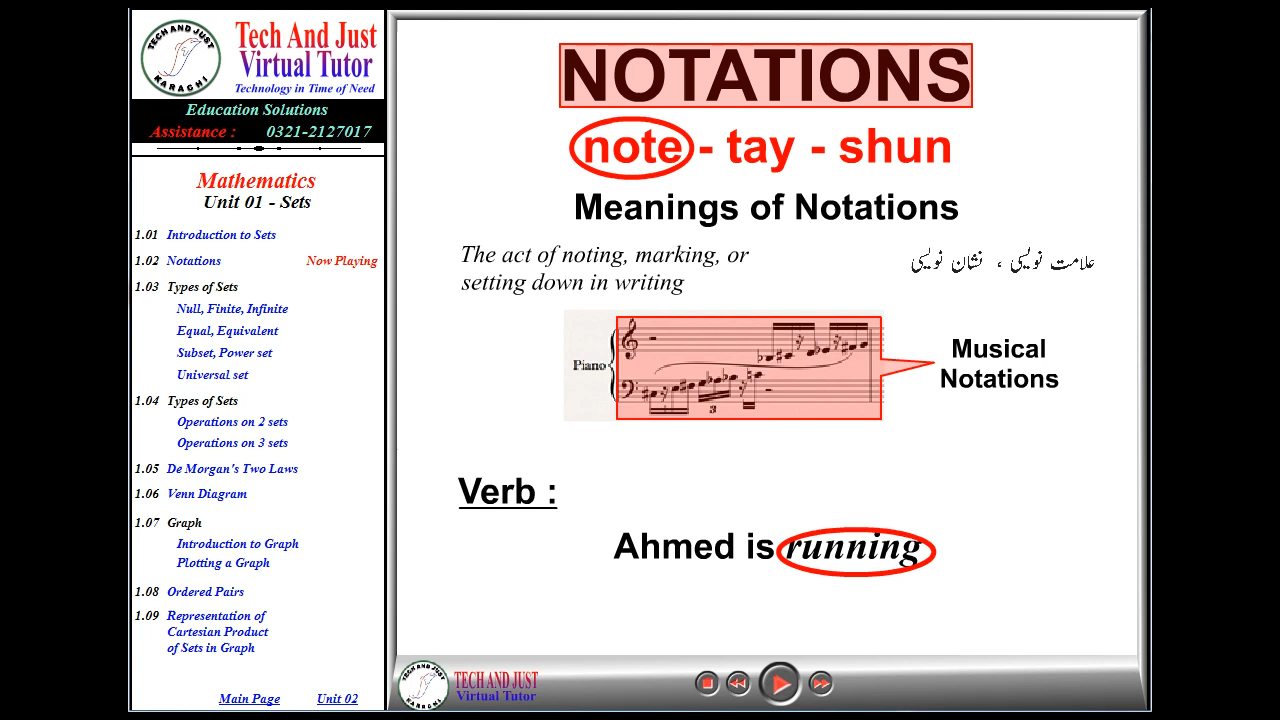 TECH AND JUST
KARACHI
Tech And Just
Virtual Tutor
Technology in Time of Need
Education Solutions
Assistance : 0321-2127017
Mathematics
Unit 01 - Sets
1.01 Introduction to Sets
1.02 Notations Now Playing
1.03 Types of Sets
Null, Finite, Infinite
Equal, Equivalent
Subset, Power set
Universal set
1.04 Types of Sets
Operations on 2 sets
Operations on 3 sets
1.05 De Morgan's Two Laws
1.06 Venn Diagram
1.07 Graph
Introduction to Graph
Plotting a Graph
1.08 Ordered Pairs
1.09 Representation of
Cartesian Product
of Sets in Graph
Main Page Unit 02
NOTATIONS
note - tay - shun
Meanings of Notations
The act of noting, marking, or
setting down in writing
علامت نویسی ، نشان نویسی
Piano
3
Musical
Notations
Verb :
Ahmed is running
TECH AND JUST
KARACHI
TECH AND JUST
Virtual Tutor